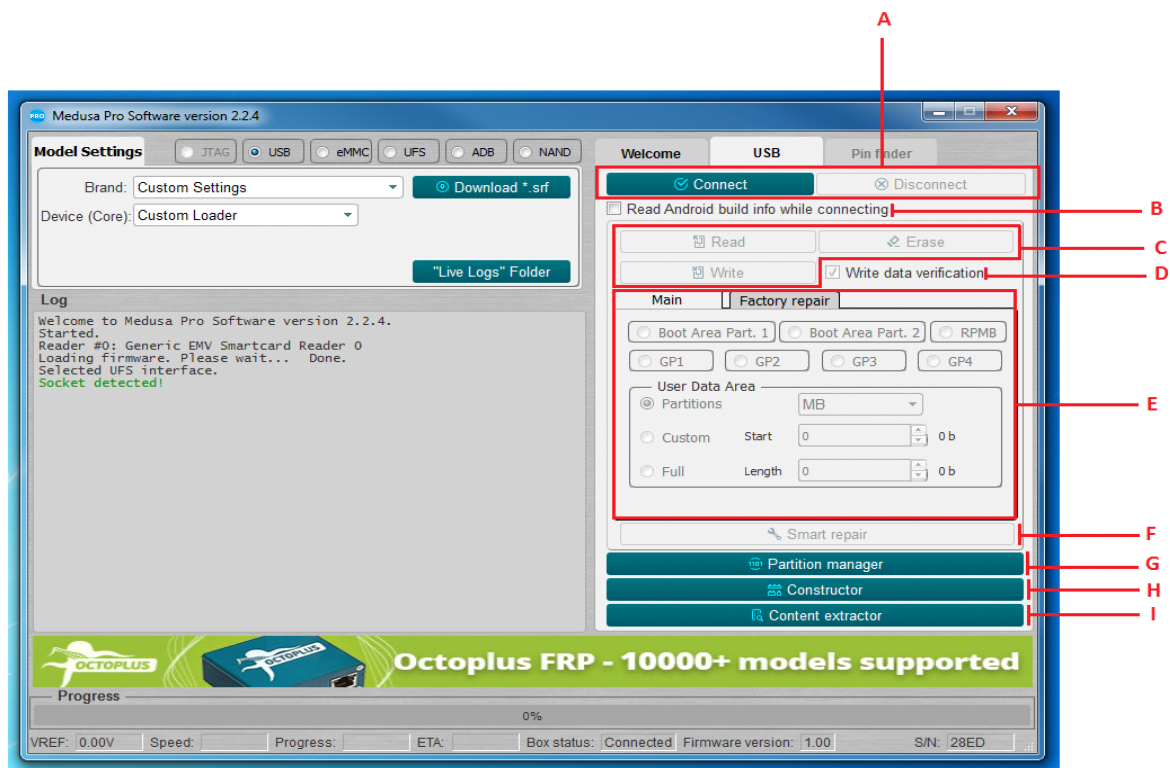 A
Medusa Pro Software version 2.2.4
Model Settings JTAG USB eMMC UFS ADB NAND
Welcome USB Pin finder
Brand: Custom Settings Download *.srf
Connect Disconnect
Device (Core): Custom Loader
Read Android build info while connecting B
Read Erase C
"Live Logs" Folder
Write Write data verification D
Log
Welcome to Medusa Pro Software version 2.2.4.
Started.
Reader #0: Generic EMV Smartcard Reader 0
Loading firmware. Please wait... Done.
Selected UFS interface.
Socket detected!
Main Factory repair
Boot Area Part. 1 Boot Area Part. 2 RPMB
GP1 GP2 GP3 GP4
User Data Area
Partitions MB E
Custom Start 0 0 b
Full Length 0 0 b
Smart repair F
Partition manager G
Constructor H
Content extractor I
OCTOPLUS OCTOPLUS Octoplus FRP - 10000+ models supported
Progress
0%
VREF: 0.00V Speed: Progress: ETA: Box status: Connected Firmware version: 1.00 S/N: 28ED